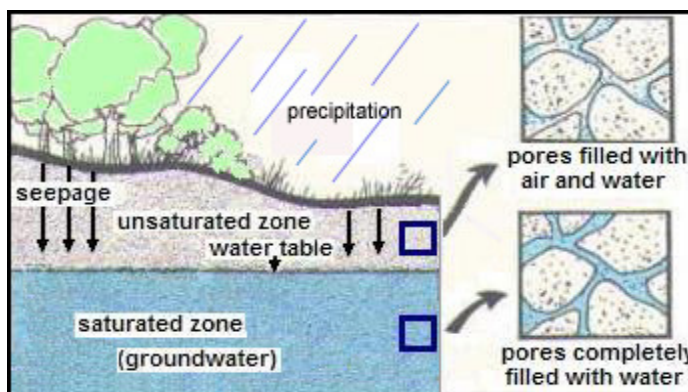 precipitation
pores filled with
air and water
seepage
unsaturated zone
water table
saturated zone
(groundwater)
pores completely
filled with water